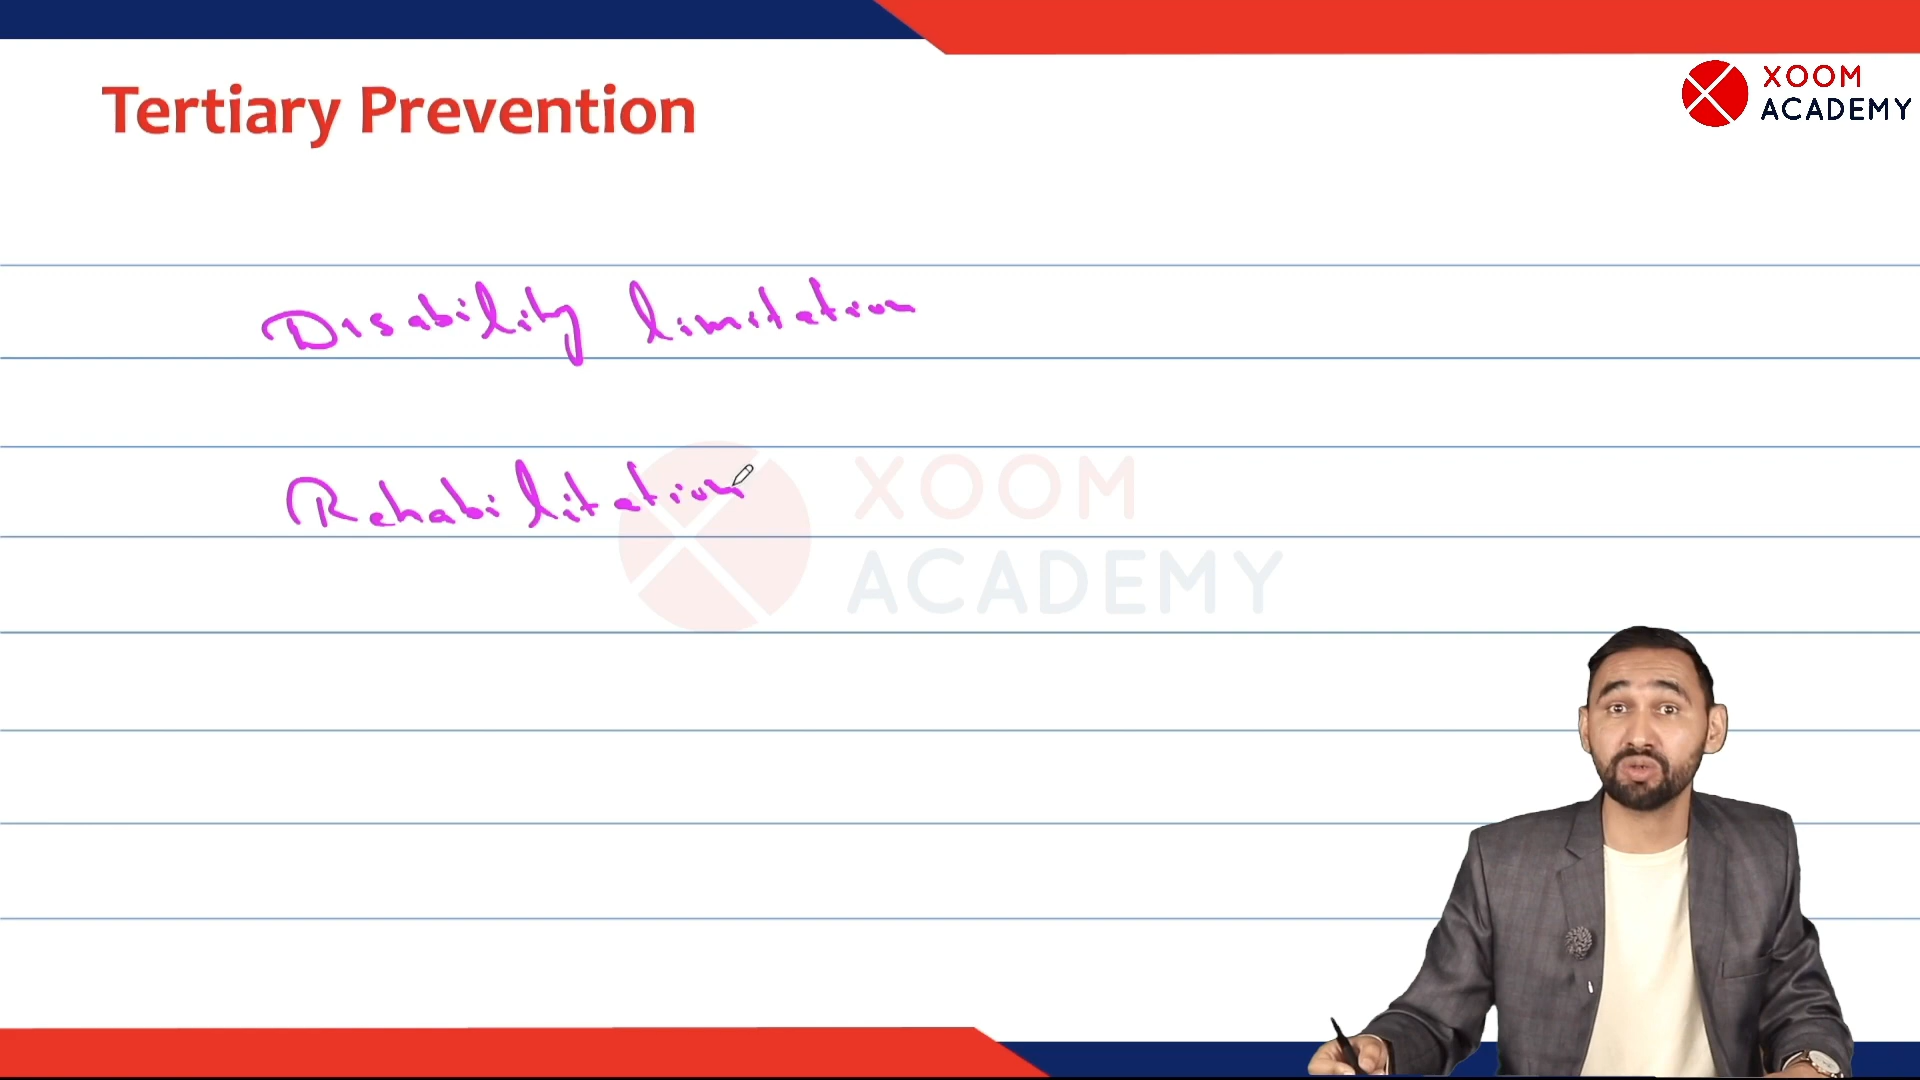 Tertiary Prevention
XOOM
ACADEMY
Disability limitation
Rehabilitation
XOOM
ACADEMY